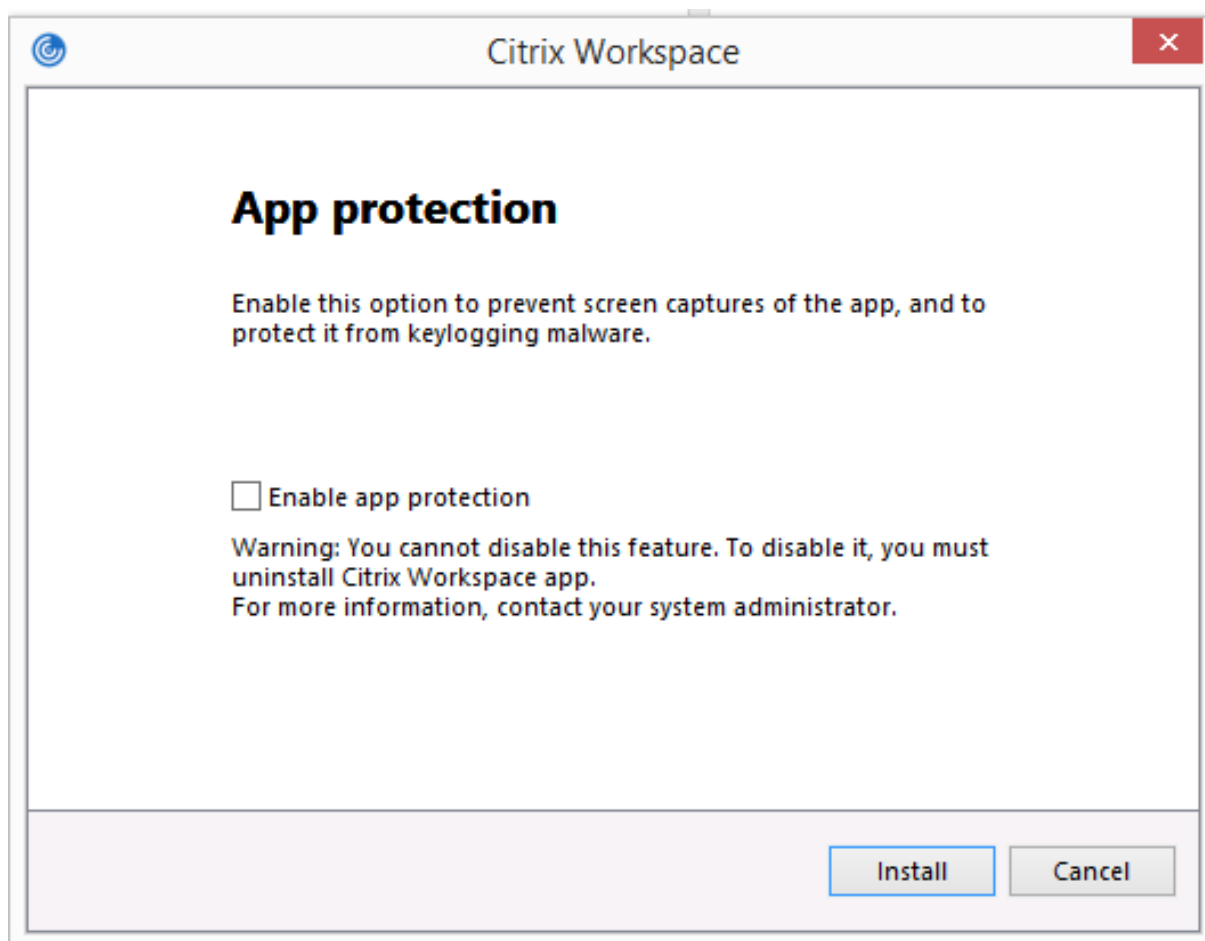 Citrix Workspace
App protection
Enable this option to prevent screen captures of the app, and to
protect it from keylogging malware.
Enable app protection
Warning: You cannot disable this feature. To disable it, you must
uninstall Citrix Workspace app.
For more information, contact your system administrator.
Install
Cancel